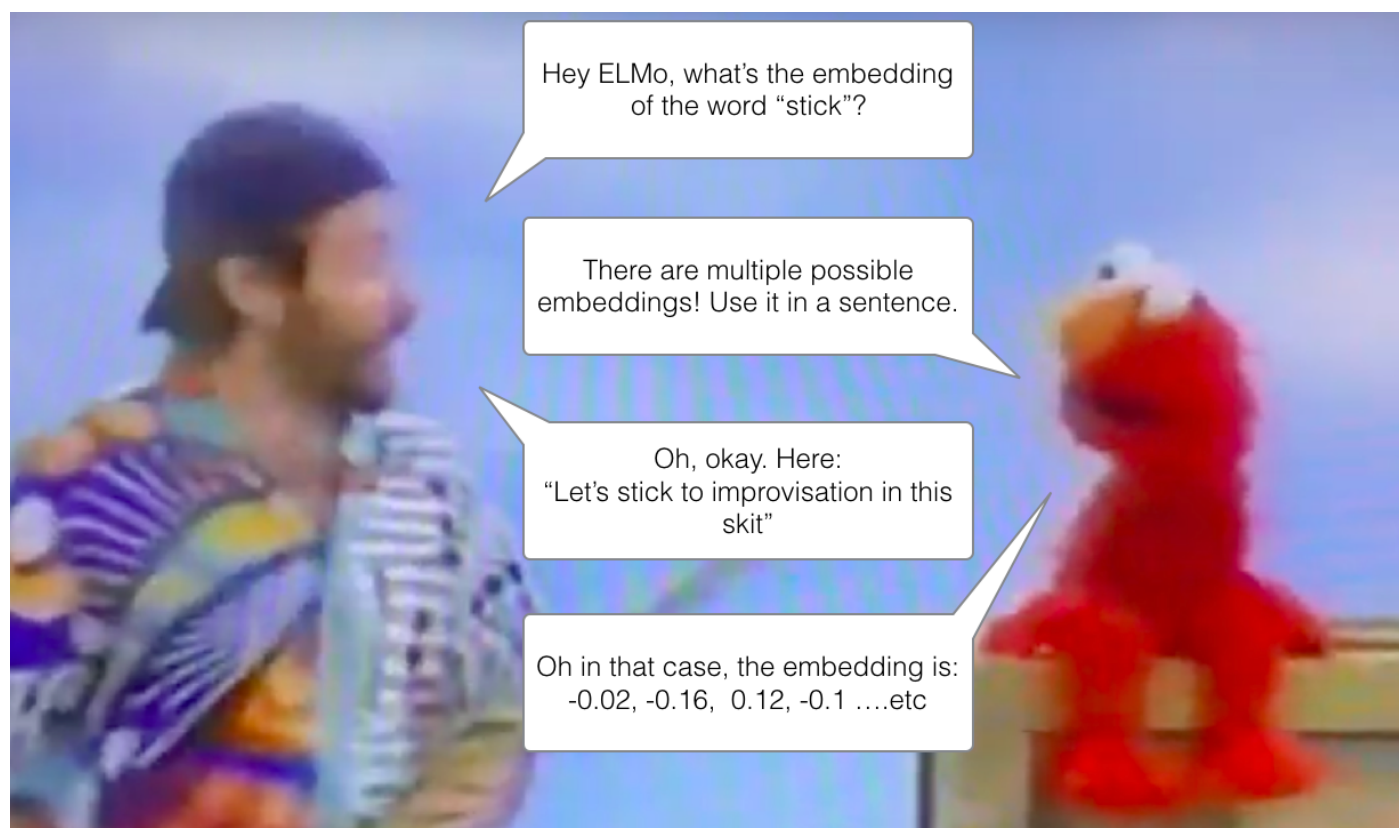 Hey ELMo, what’s the embedding
of the word “stick”?
There are multiple possible
embeddings! Use it in a sentence.
Oh, okay. Here:
“Let’s stick to improvisation in this
skit”
Oh in that case, the embedding is:
-0.02, -0.16,  0.12, -0.1 ….etc